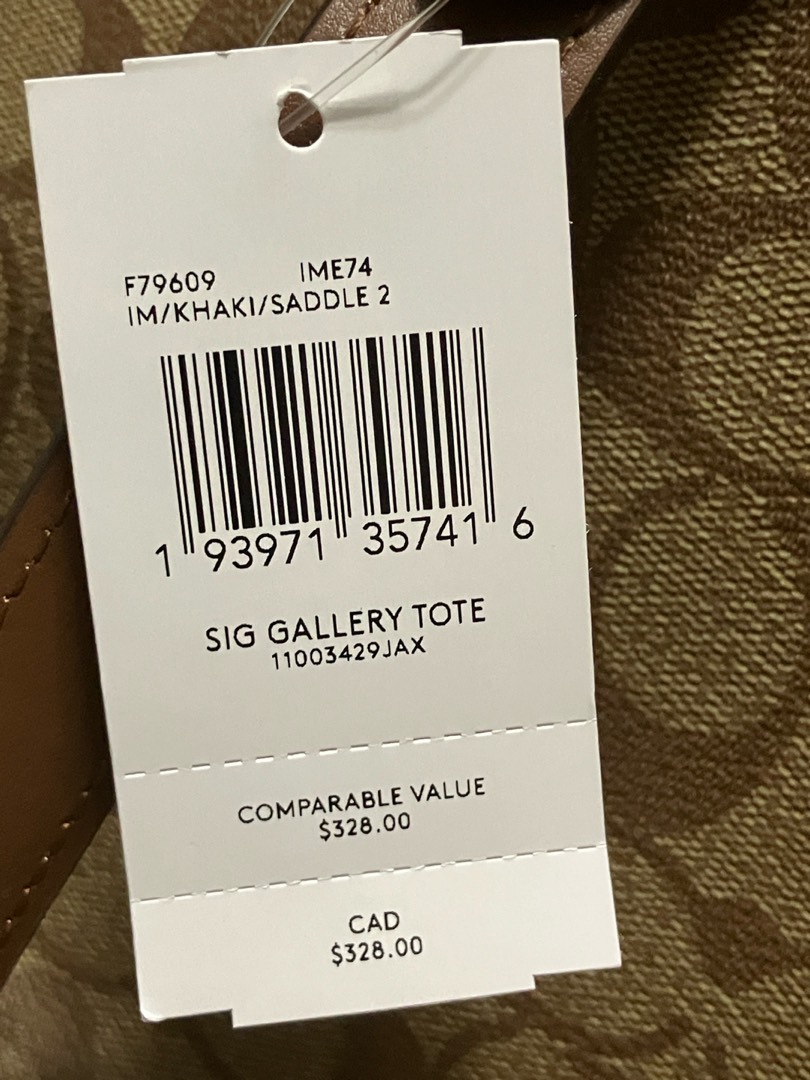 F79609 IME74
IM/KHAKI/SADDLE 2
1 93971 35741 6
SIG GALLERY TOTE
11003429JAX
COMPARABLE VALUE
$328.00
CAD
$328.00